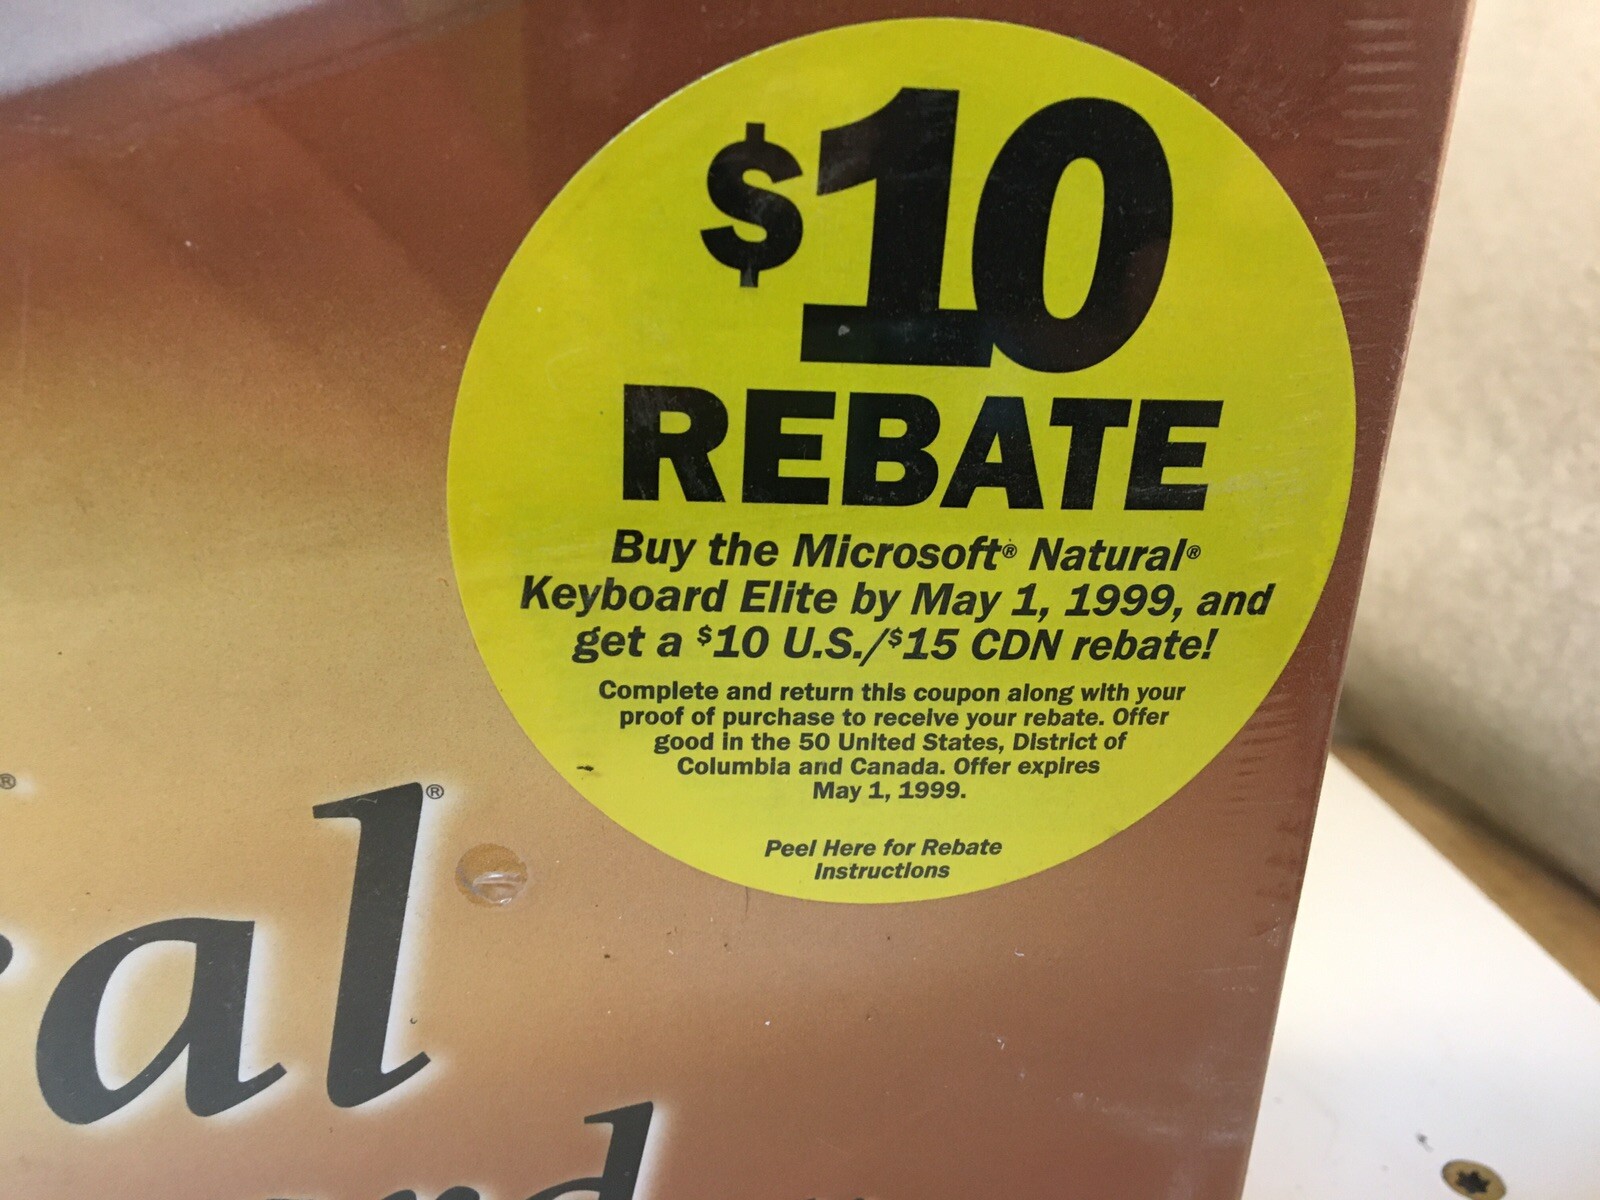 $10
REBATE
Buy the Microsoft® Natural®
Keyboard Elite by May 1, 1999, and
get a $10 U.S./$15 CDN rebate!
Complete and return this coupon along with your
proof of purchase to receive your rebate. Offer
good in the 50 United States, District of
Columbia and Canada. Offer expires
May 1, 1999.
Peel Here for Rebate
Instructions
®
al®